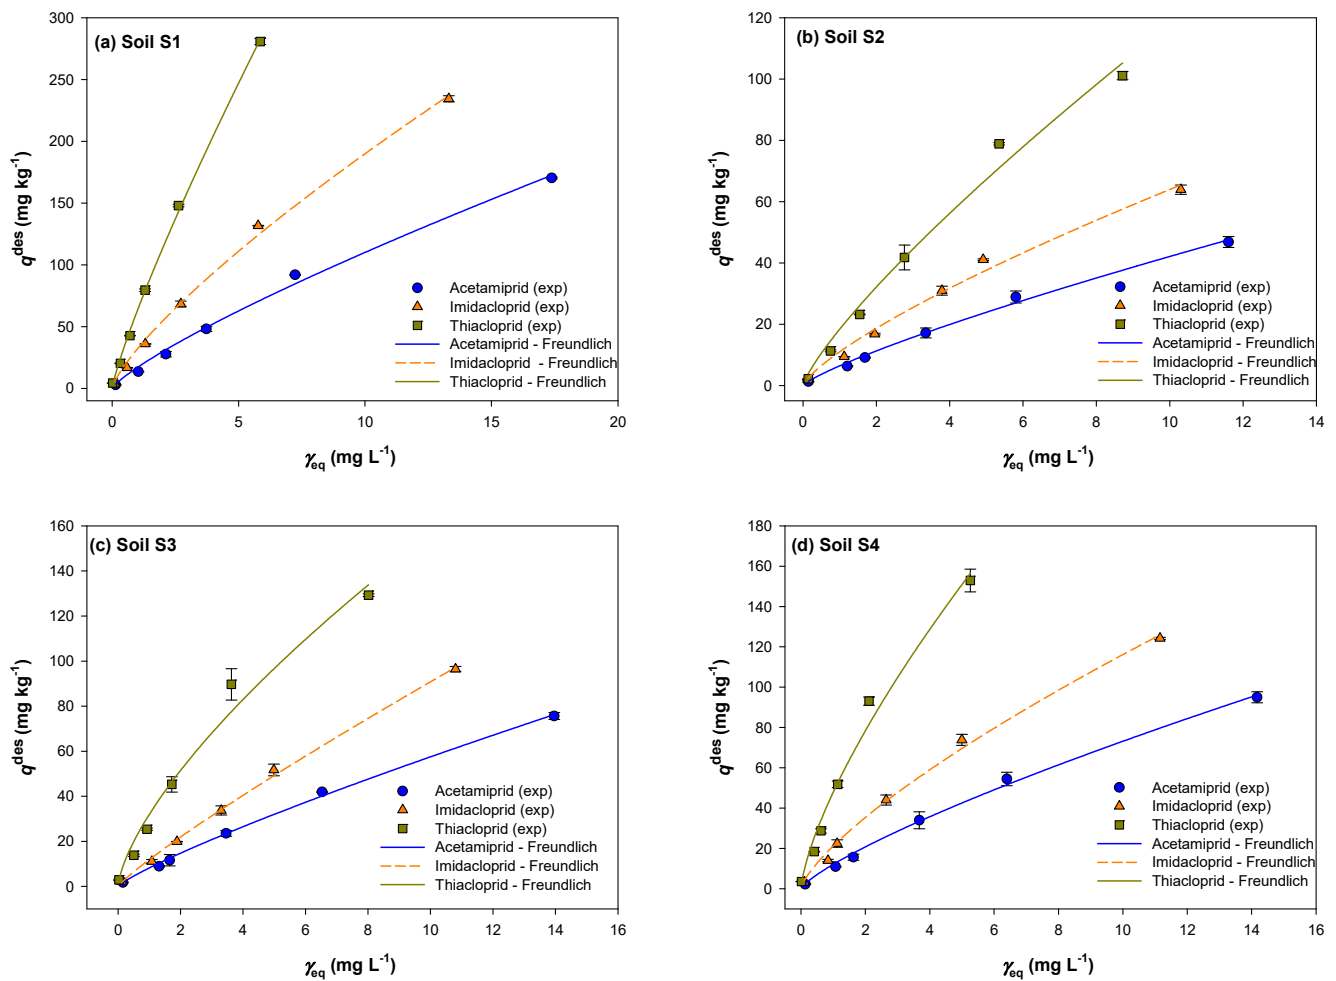 (a) Soil S1
300
250
200
150
100
50
0
q^des (mg kg^-1)
Acetamiprid (exp)
Imidacloprid (exp)
Thiacloprid (exp)
Acetamiprid - Freundlich
Imidacloprid - Freundlich
Thiacloprid - Freundlich
0 5 10 15 20
γeq (mg L^-1)
(b) Soil S2
120
100
80
60
40
20
0
q^des (mg kg^-1)
Acetamiprid (exp)
Imidacloprid (exp)
Thiacloprid (exp)
Acetamiprid - Freundlich
Imidacloprid - Freundlich
Thiacloprid - Freundlich
0 2 4 6 8 10 12 14
γeq (mg L^-1)
(c) Soil S3
160
140
120
100
80
60
40
20
0
q^des (mg kg^-1)
Acetamiprid (exp)
Imidacloprid (exp)
Thiacloprid (exp)
Acetamiprid - Freundlich
Imidacloprid - Freundlich
Thiacloprid - Freundlich
0 2 4 6 8 10 12 14 16
γeq (mg L^-1)
(d) Soil S4
180
160
140
120
100
80
60
40
20
0
q^des (mg kg^-1)
Acetamiprid (exp)
Imidacloprid (exp)
Thiacloprid (exp)
Acetamiprid - Freundlich
Imidacloprid - Freundlich
Thiacloprid - Freundlich
0 2 4 6 8 10 12 14 16
γeq (mg L^-1)